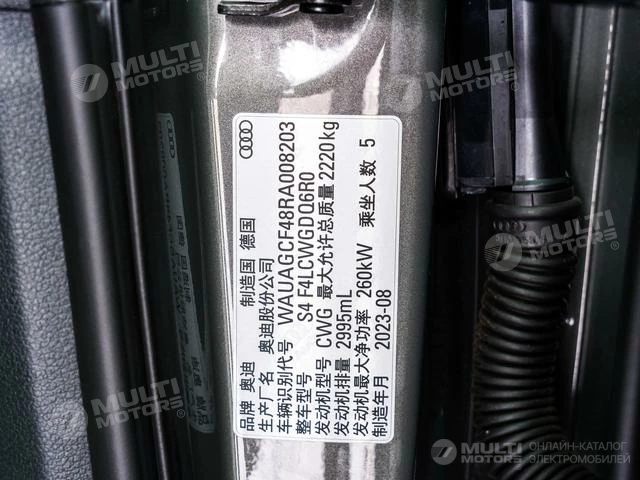 品牌 奥迪 制造国 德国
生产厂名 奥迪股份公司
车辆识别代号 WAUAGCF48RA008203
整车型号 S4 F4LCWGDQ6R0
发动机型号 CWG 最大允许总质量 2220kg
发动机排量 2995mL
发动机最大净功率 260kW 乘坐人数 5
制造年月 2023-08
MULTI MOTORS®
MULTI MOTORS®
MULTI MOTORS®
MULTI MOTORS®
MULTI MOTORS®
ОНЛАЙН-КАТАЛОГ
ЭЛЕКТРОМОБИЛЕЙ